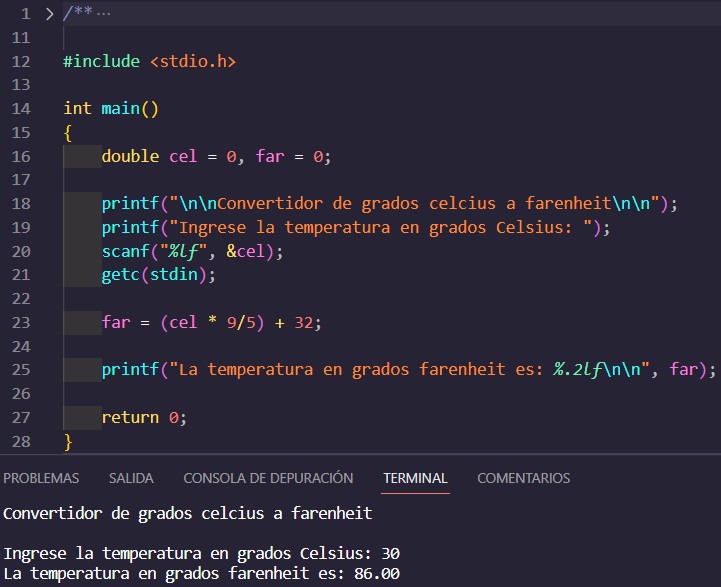 1 /** ...
11
12 #include <stdio.h>
13
14 int main()
15 {
16 double cel = 0, far = 0;
17
18 printf("\n\nConvertidor de grados celcius a farenheit\n\n");
19 printf("Ingrese la temperatura en grados Celsius: ");
20 scanf("%lf", &cel);
21 getc(stdin);
22
23 far = (cel * 9/5) + 32;
24
25 printf("La temperatura en grados farenheit es: %.2lf\n\n", far);
26
27 return 0;
28 }
PROBLEMAS SALIDA CONSOLA DE DEPURACIÓN TERMINAL COMENTARIOS
Convertidor de grados celcius a farenheit
Ingrese la temperatura en grados Celsius: 30
La temperatura en grados farenheit es: 86.00